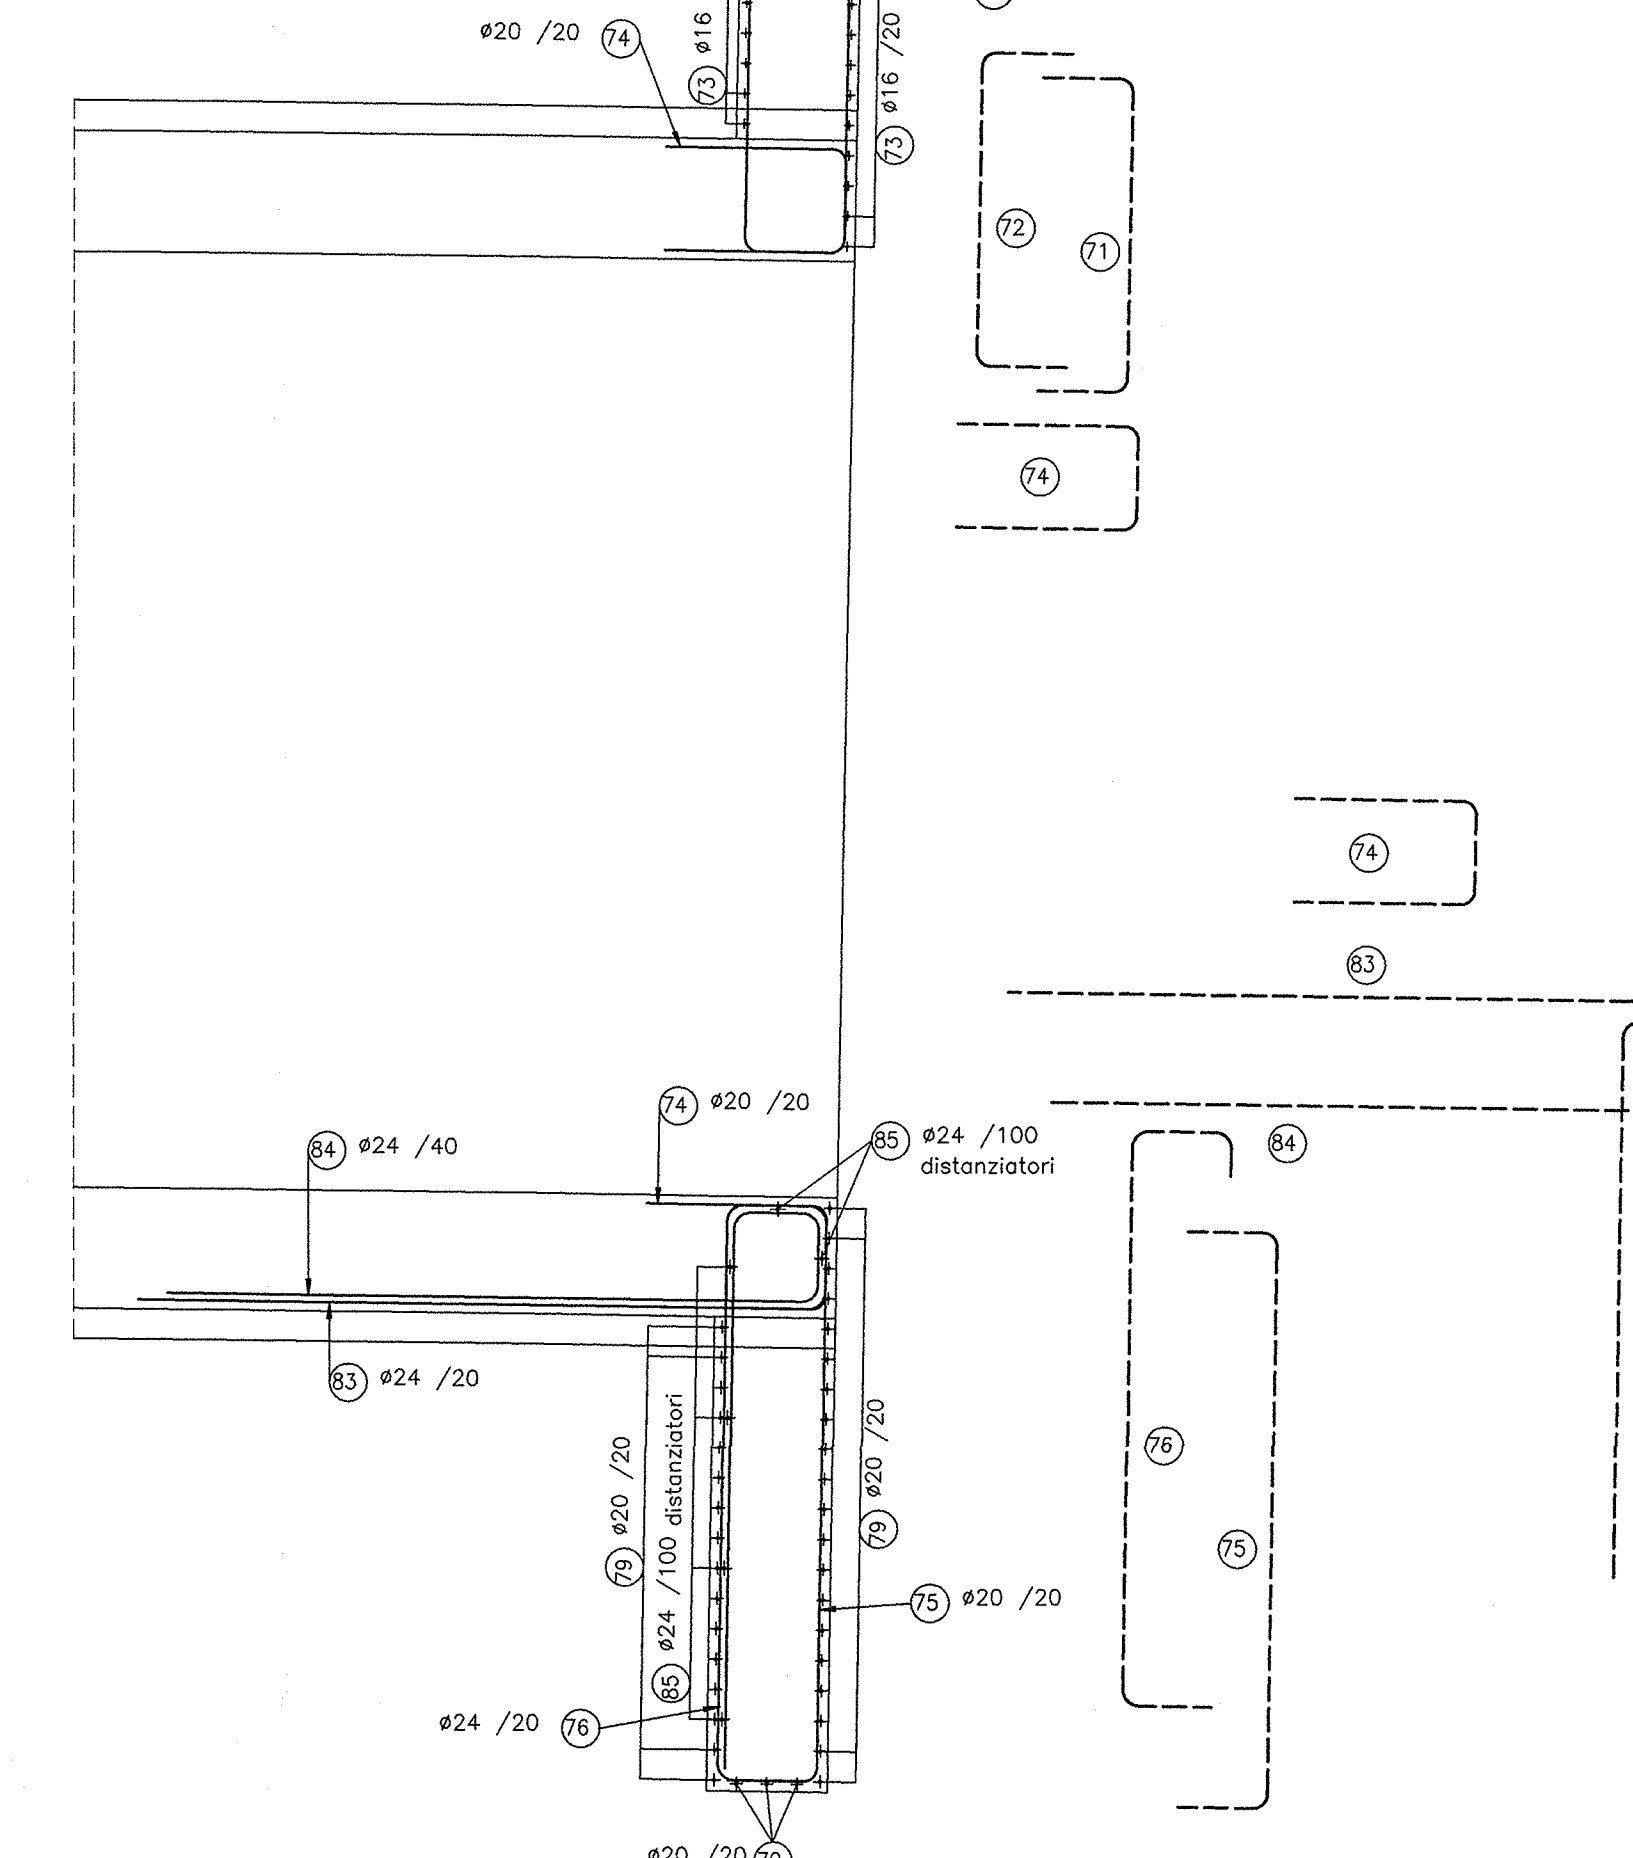 ø20 /20 74
73 ø16
73 ø16 /20
72
71
74
74
83
84
74 ø20 /20
84 ø24 /40
85 ø24 /100
distanziatori
83 ø24 /20
79 ø20 /20
85 ø24 /100 distanziatori
79 ø20 /20
76
75
75 ø20 /20
ø24 /20 76
ø20 /20